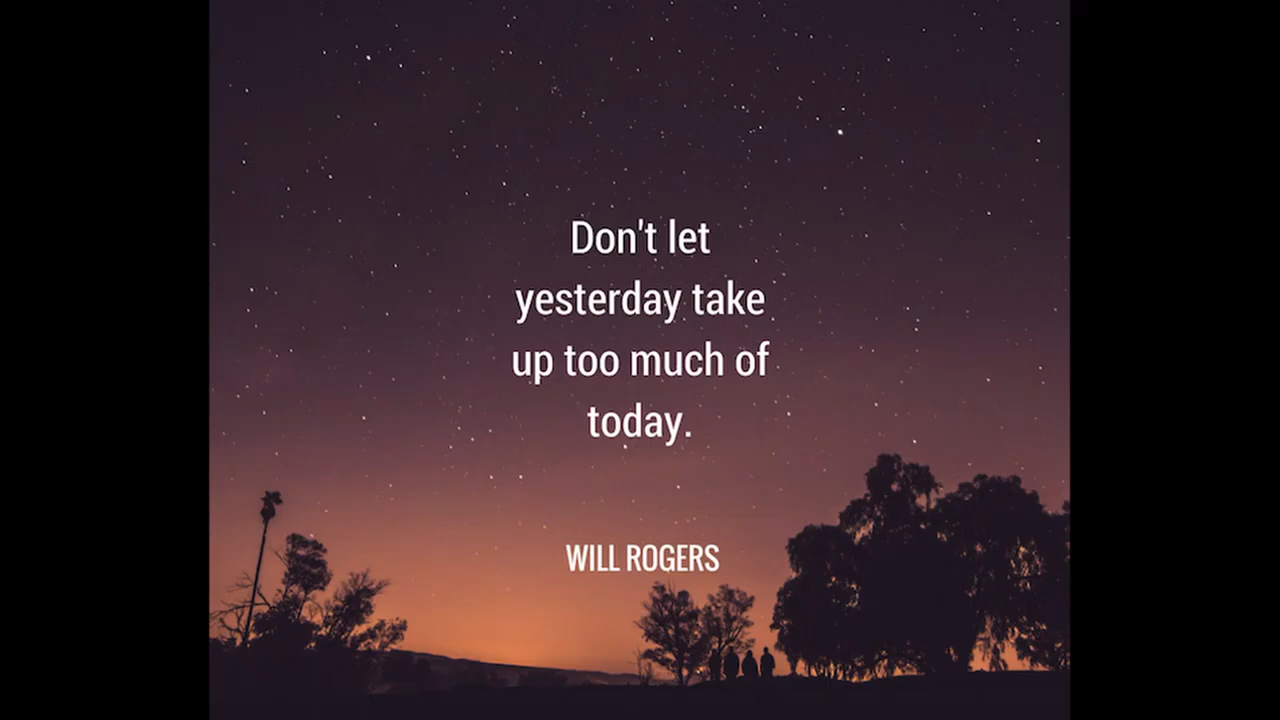 Don't let
yesterday take
up too much of
today.
WILL ROGERS